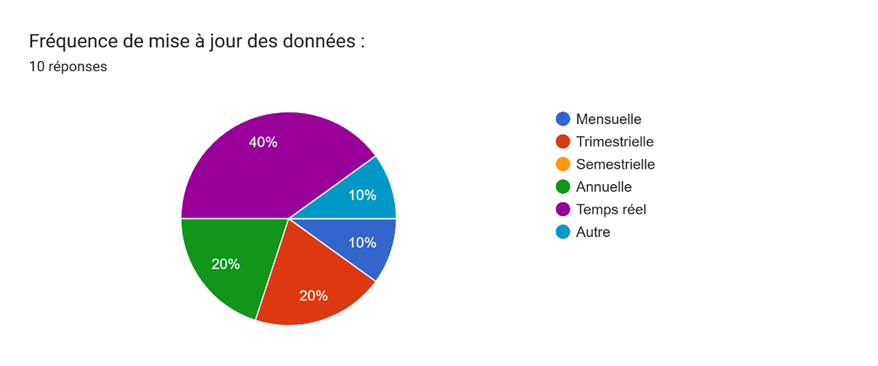 Fréquence de mise à jour des données :
10 réponses
40%
10%
10%
20%
20%
Mensuelle
Trimestrielle
Semestrielle
Annuelle
Temps réel
Autre